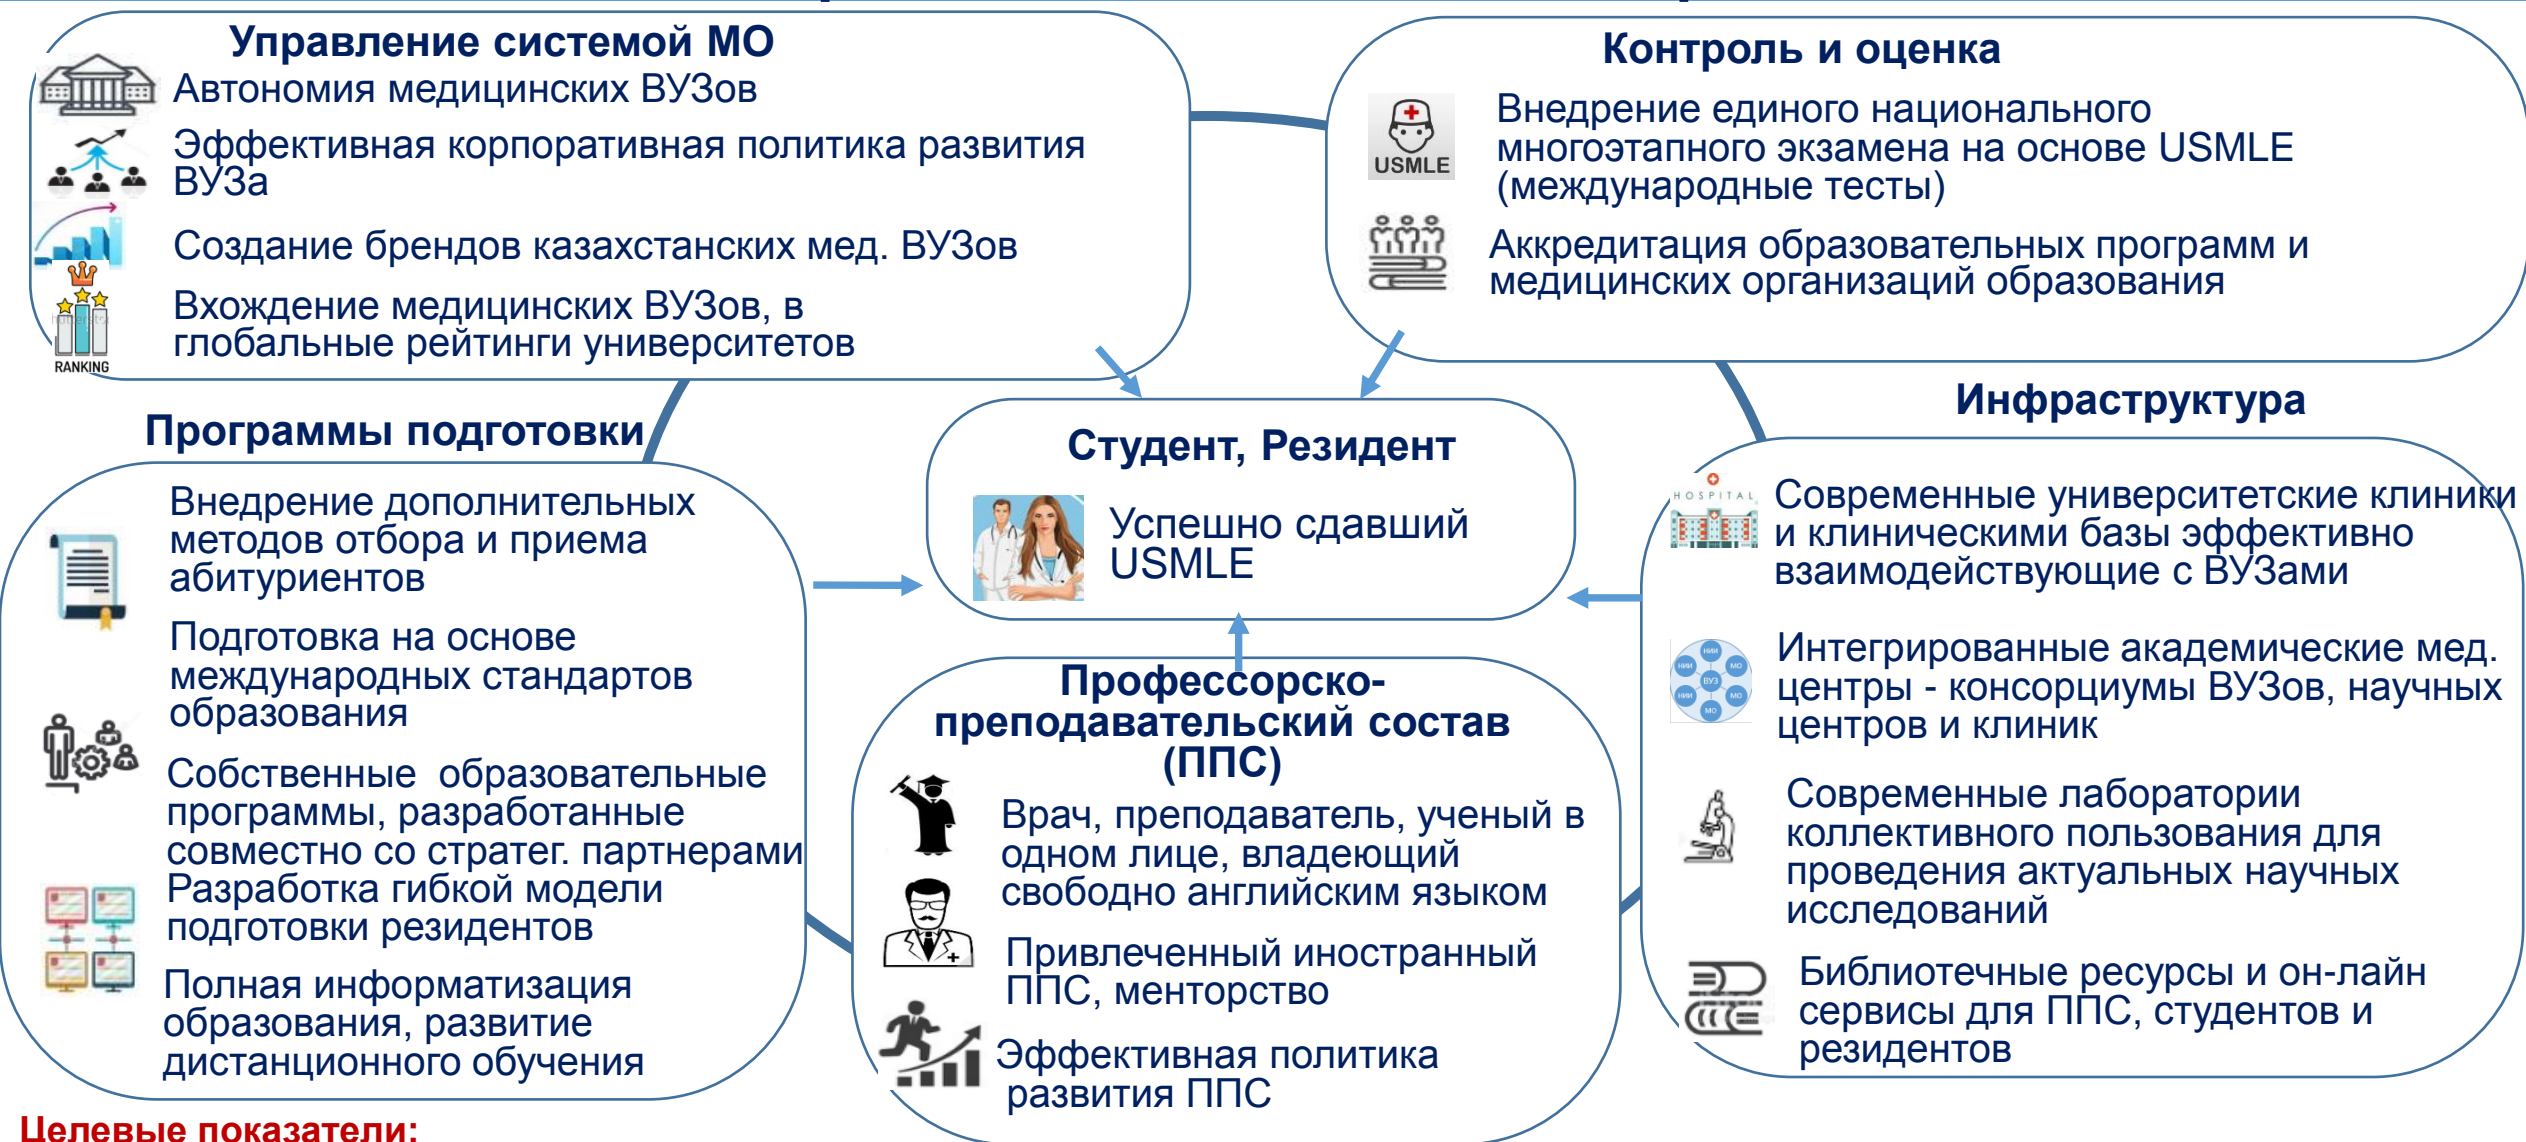 Управление системой МО
Автономия медицинских ВУЗов
Эффективная корпоративная политика развития
ВУЗа
Создание брендов казахстанских мед. ВУЗов
Вхождение медицинских ВУЗов, в
глобальные рейтинги университетов
RANKING
Контроль и оценка
USMLE
Внедрение единого национального
многоэтапного экзамена на основе USMLE
(международные тесты)
Аккредитация образовательных программ и
медицинских организаций образования
Программы подготовки
Внедрение дополнительных
методов отбора и приема
абитуриентов
Подготовка на основе
международных стандартов
образования
Собственные образовательные
программы, разработанные
совместно со стратег. партнерами
Разработка гибкой модели
подготовки резидентов
Полная информатизация
образования, развитие
дистанционного обучения
Студент, Резидент
Успешно сдавший
USMLE
Профессорско-
преподавательский состав
(ППС)
Врач, преподаватель, ученый в
одном лице, владеющий
свободно английским языком
Привлеченный иностранный
ППС, менторство
Эффективная политика
развития ППС
Инфраструктура
HOSPITAL
Современные университетские клиники
и клиническими базы эффективно
взаимодействующие с ВУЗами
НИИ
НИИ
МО
ВУЗ
НИИ
МО
МО
Интегрированные академические мед.
центры - консорциумы ВУЗов, научных
центров и клиник
Современные лаборатории
коллективного пользования для
проведения актуальных научных
исследований
Библиотечные ресурсы и он-лайн
сервисы для ППС, студентов и
резидентов
Целевые показатели: